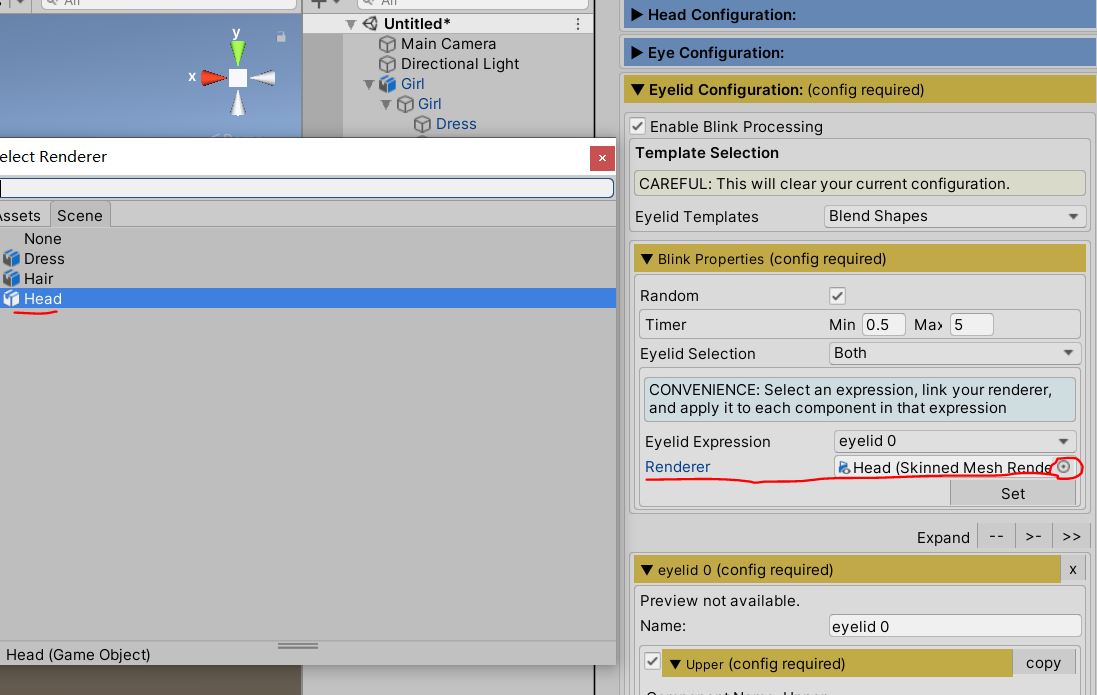 All
All
Untitled*
Main Camera
Directional Light
Girl
Girl
Dress
y
x
elect Renderer
×
Assets
Scene
None
Dress
Hair
Head
Head (Game Object)
Head Configuration:
Eye Configuration:
Eyelid Configuration: (config required)
Enable Blink Processing
Template Selection
CAREFUL: This will clear your current configuration.
Eyelid Templates
Blend Shapes
Blink Properties (config required)
Random
Timer
Min 0.5 Max 5
Eyelid Selection
Both
CONVENIENCE: Select an expression, link your renderer,
and apply it to each component in that expression
Eyelid Expression
eyelid 0
Renderer
Head (Skinned Mesh Rende
Set
Expand -- >- >>
eyelid 0 (config required)
x
Preview not available.
Name:
eyelid 0
Upper (config required)
copy
Component Name: Upper